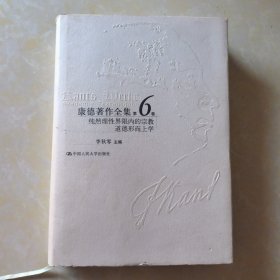 康德著作全集 第6卷
纯然理性界限内的宗教
道德形而上学
李秋零 主编
中国人民大学出版社